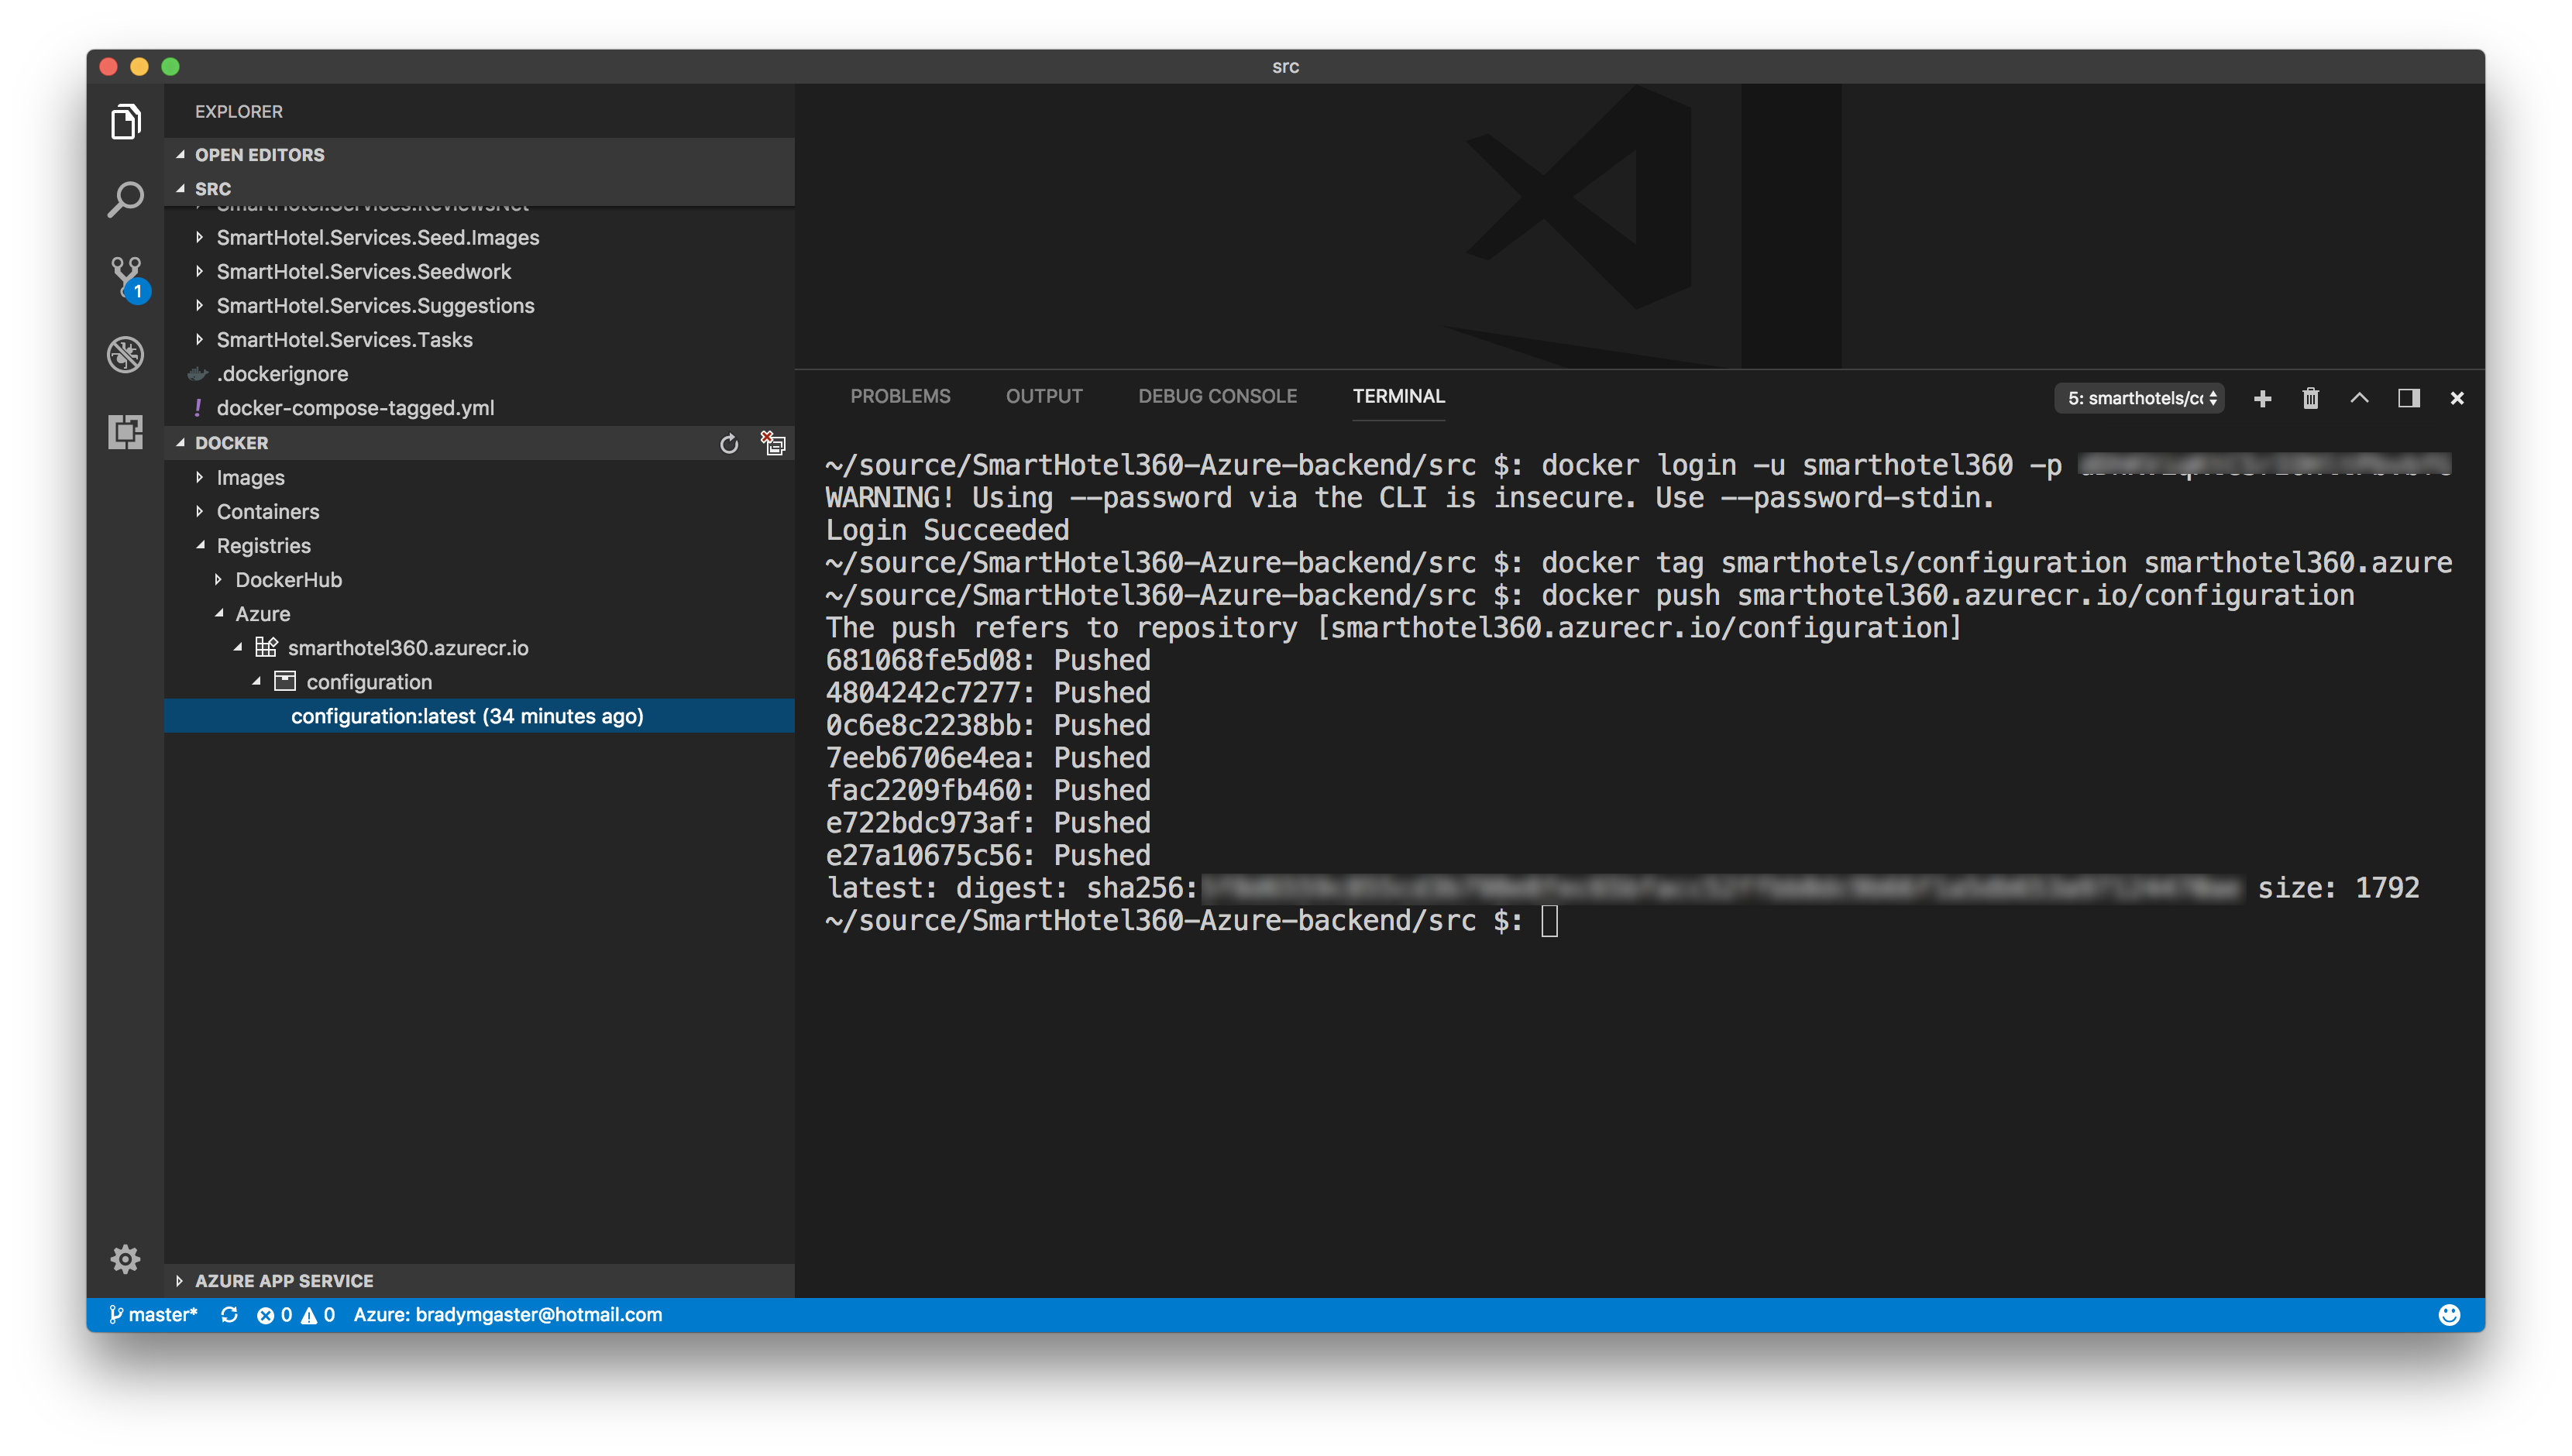 src
EXPLORER
OPEN EDITORS
SRC
SmartHotel.Services.ReviewsNet
SmartHotel.Services.Seed.Images
SmartHotel.Services.Seedwork
SmartHotel.Services.Suggestions
SmartHotel.Services.Tasks
.dockerignore
! docker-compose-tagged.yml
DOCKER
Images
Containers
Registries
DockerHub
Azure
smarthotel360.azurecr.io
configuration
configuration:latest (34 minutes ago)
AZURE APP SERVICE
1
PROBLEMS OUTPUT DEBUG CONSOLE TERMINAL 5: smarthotels/c
~/source/SmartHotel360-Azure-backend/src $: docker login -u smarthotel360 -p
WARNING! Using --password via the CLI is insecure. Use --password-stdin.
Login Succeeded
~/source/SmartHotel360-Azure-backend/src $: docker tag smarthotels/configuration smarthotel360.azure
~/source/SmartHotel360-Azure-backend/src $: docker push smarthotel360.azurecr.io/configuration
The push refers to repository [smarthotel360.azurecr.io/configuration]
681068fe5d08: Pushed
4804242c7277: Pushed
0c6e8c2238bb: Pushed
7eeb6706e4ea: Pushed
fac2209fb460: Pushed
e722bdc973af: Pushed
e27a10675c56: Pushed
latest: digest: sha256: size: 1792
~/source/SmartHotel360-Azure-backend/src $:
master* 0 0 Azure: bradymgaster@hotmail.com